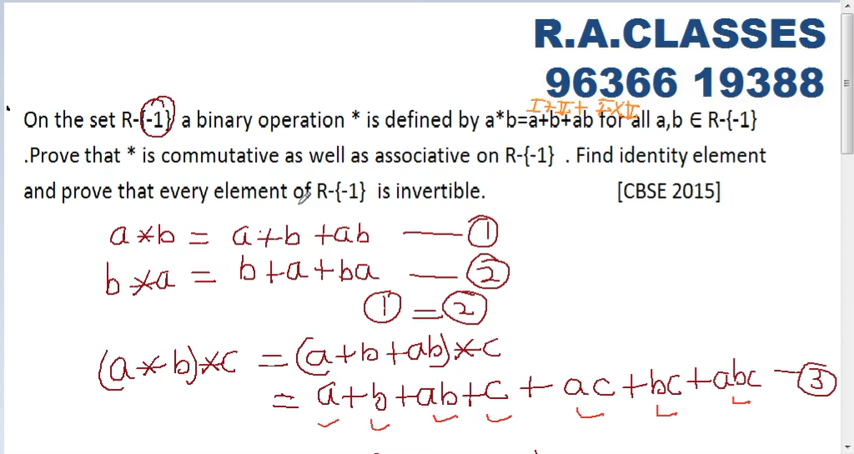 R.A.CLASSES
96366 19388
I+II+ I×II
On the set R-{-1} a binary operation * is defined by a*b=a+b+ab for all a,b ∈ R-{-1}
.Prove that * is commutative as well as associative on R-{-1} . Find identity element
and prove that every element of R-{-1} is invertible. [CBSE 2015]
a*b = a+b+ab —— ①
b*a = b+a+ba —— ②
① = ②
(a*b)*c = (a+b+ab)*c
= a+b+ab+c+ac+bc+abc — ③